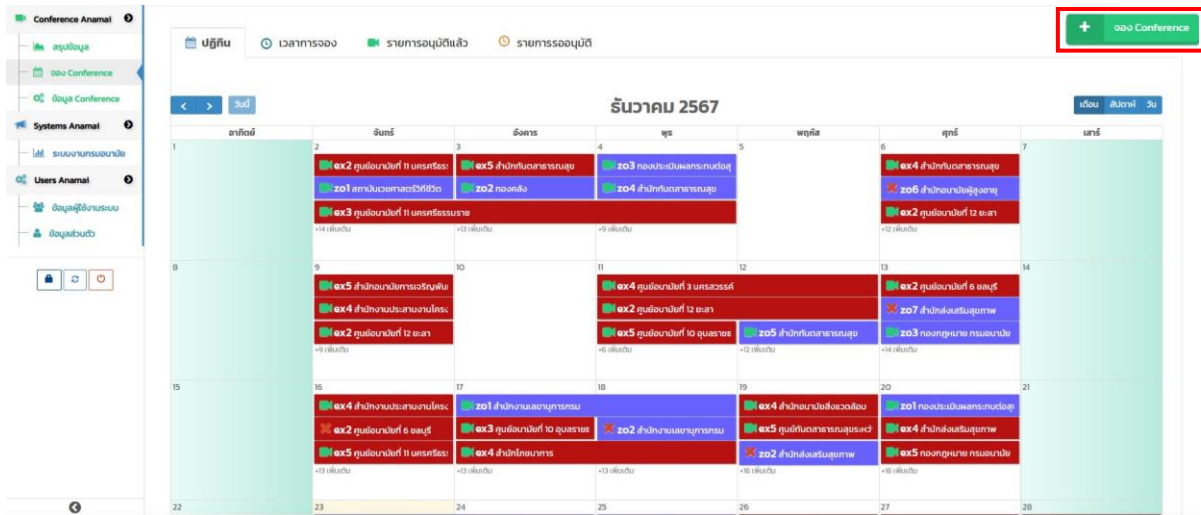 Conference Anamai
สรุปข้อมูล
จอง Conference
ข้อมูล Conference
Systems Anamai
ระบบงานกรมอนามัย
Users Anamai
ข้อมูลผู้ใช้งานระบบ
ข้อมูลส่วนตัว
ปฏิทิน
เวลาการจอง
รายการอนุมัติแล้ว
รายการรออนุมัติ
+ จอง Conference
วันนี้
ธันวาคม 2567
เดือน สัปดาห์ วัน
อาทิตย์ จันทร์ อังคาร พุธ พฤหัส ศุกร์ เสาร์
1 2 3 4 5 6 7
ex2 ศูนย์อนามัยที่ 11 นครศรีธรร
ex5 สำนักทันตสาธารณสุข
zo3 กองประเมินผลกระทบต่อสุ
ex4 สำนักทันตสาธารณสุข
zo1 สถาบันเวชศาสตร์วิถีชีวิต
zo2 กองคลัง
zo4 สำนักทันตสาธารณสุข
zo6 สำนักอนามัยผู้สูงอายุ
ex3 ศูนย์อนามัยที่ 11 นครศรีธรรมราช
ex2 ศูนย์อนามัยที่ 12 ยะลา
+14 เพิ่มเติม +13 เพิ่มเติม +9 เพิ่มเติม +12 เพิ่มเติม
8 9 10 11 12 13 14
ex5 สำนักอนามัยการเจริญพัน
ex4 ศูนย์อนามัยที่ 3 นครสวรรค์
ex2 ศูนย์อนามัยที่ 6 ชลบุรี
ex4 สำนักงานประสานงานโครง
ex2 ศูนย์อนามัยที่ 12 ยะลา
zo7 สำนักส่งเสริมสุขภาพ
ex2 ศูนย์อนามัยที่ 12 ยะลา
ex5 ศูนย์อนามัยที่ 10 อุบลราชธ
zo5 สำนักทันตสาธารณสุข
zo3 กองกฎหมาย กรมอนามัย
+9 เพิ่มเติม +6 เพิ่มเติม +12 เพิ่มเติม +14 เพิ่มเติม
15 16 17 18 19 20 21
ex4 สำนักงานประสานงานโครง
zo1 สำนักงานเลขานุการกรม
ex4 สำนักอนามัยสิ่งแวดล้อม
zo1 กองประเมินผลกระทบต่อสุ
ex2 ศูนย์อนามัยที่ 6 ชลบุรี
ex3 ศูนย์อนามัยที่ 10 อุบลราชธ
zo2 สำนักงานเลขานุการกรม
ex5 ศูนย์ทันตสาธารณสุขระหว่
ex4 สำนักส่งเสริมสุขภาพ
ex5 ศูนย์อนามัยที่ 11 นครศรีธรร
ex4 สำนักโภชนาการ
zo2 สำนักส่งเสริมสุขภาพ
ex5 กองกฎหมาย กรมอนามัย
+13 เพิ่มเติม +13 เพิ่มเติม +13 เพิ่มเติม +16 เพิ่มเติม +16 เพิ่มเติม
22 23 24 25 26 27 28